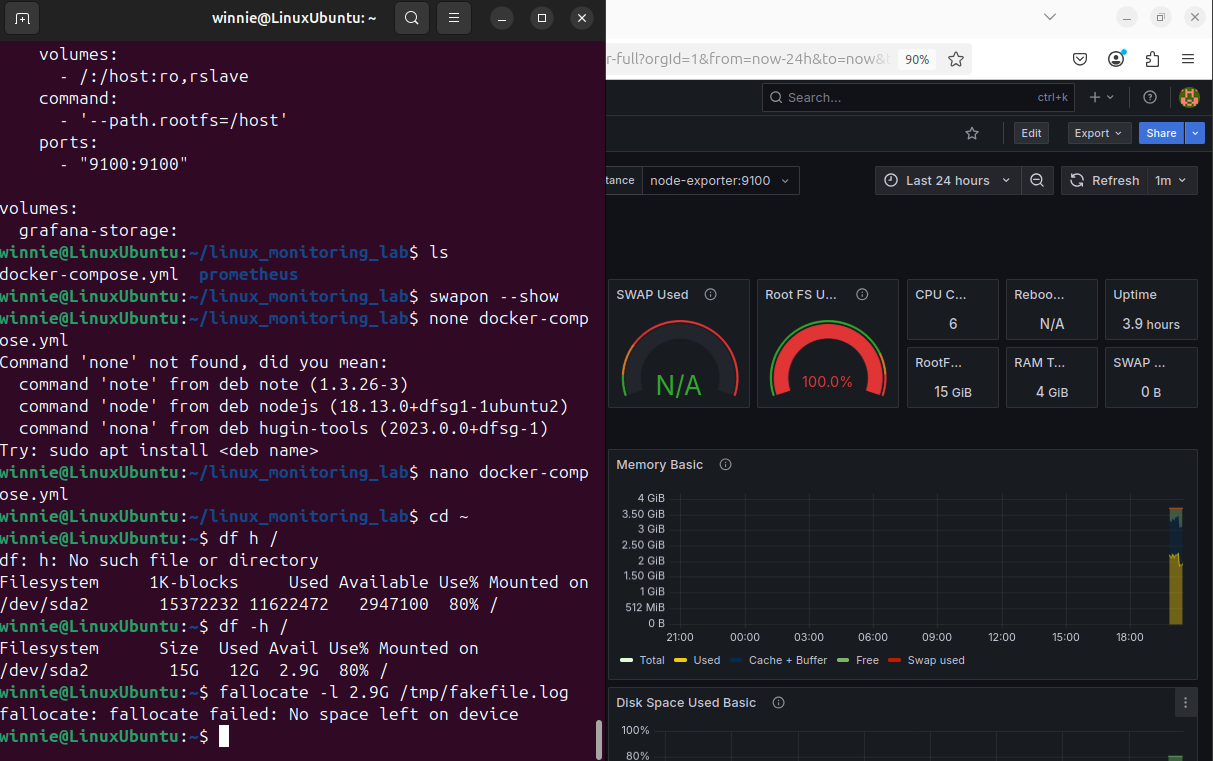 winnie@LinuxUbuntu: ~
    volumes:
      - /:/host:ro,rslave
    command:
      - '--path.rootfs=/host'
    ports:
      - "9100:9100"
volumes:
  grafana-storage:
winnie@LinuxUbuntu:~/linux_monitoring_lab$ ls
docker-compose.yml  prometheus
winnie@LinuxUbuntu:~/linux_monitoring_lab$ swapon --show
winnie@LinuxUbuntu:~/linux_monitoring_lab$ none docker-comp
ose.yml
Command 'none' not found, did you mean:
  command 'note' from deb note (1.3.26-3)
  command 'node' from deb nodejs (18.13.0+dfsg1-1ubuntu2)
  command 'nona' from deb hugin-tools (2023.0.0+dfsg-1)
Try: sudo apt install <deb name>
winnie@LinuxUbuntu:~/linux_monitoring_lab$ nano docker-comp
ose.yml
winnie@LinuxUbuntu:~/linux_monitoring_lab$ cd ~
winnie@LinuxUbuntu:~$ df h /
df: h: No such file or directory
Filesystem     1K-blocks     Used Available Use% Mounted on
/dev/sda2       15372232 11622472   2947100  80% /
winnie@LinuxUbuntu:~$ df -h /
Filesystem      Size  Used Avail Use% Mounted on
/dev/sda2        15G   12G  2.9G  80% /
winnie@LinuxUbuntu:~$ fallocate -l 2.9G /tmp/fakefile.log
fallocate: fallocate failed: No space left on device
winnie@LinuxUbuntu:~$
r-full?orgId=1&from=now-24h&to=now&t 90%
Search... ctrl+k
Edit Export Share
tance node-exporter:9100 Last 24 hours Refresh 1m
SWAP Used
N/A
Root FS U...
100.0%
CPU C...
6
Reboo...
N/A
Uptime
3.9 hours
RootF...
15 GiB
RAM T...
4 GiB
SWAP ...
0 B
Memory Basic
4 GiB
3.50 GiB
3 GiB
2.50 GiB
2 GiB
1.50 GiB
1 GiB
512 MiB
0 B
21:00 00:00 03:00 06:00 09:00 12:00 15:00 18:00
Total Used Cache + Buffer Free Swap used
Disk Space Used Basic
100%
80%